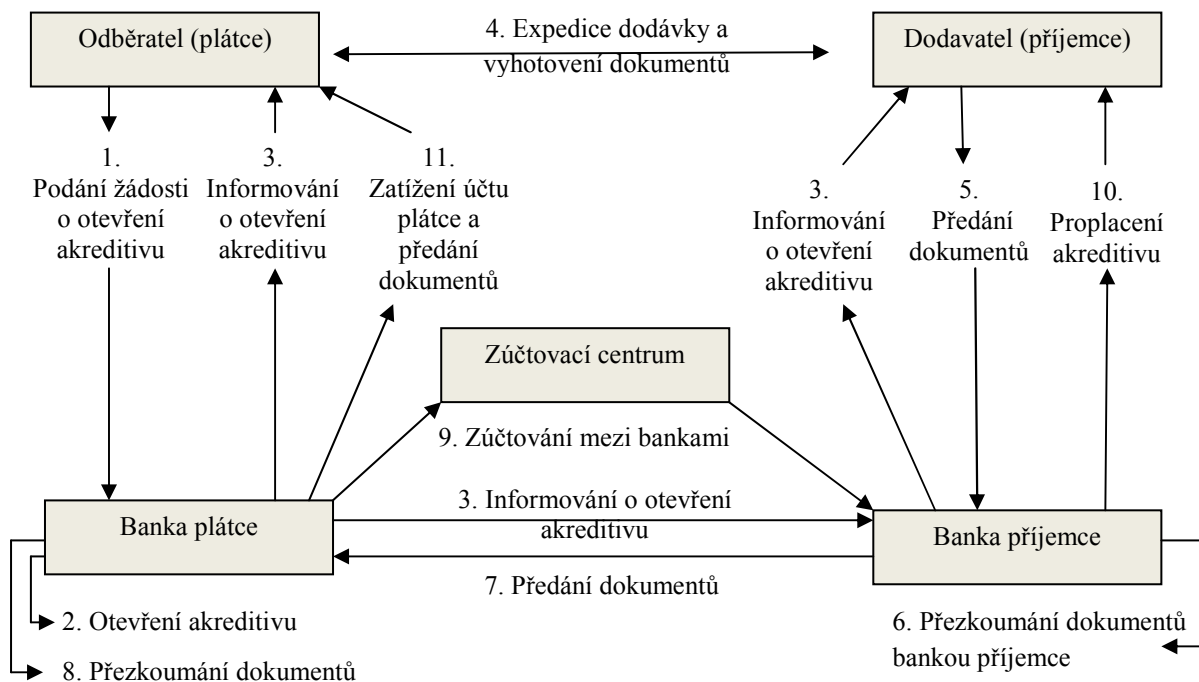 Odběratel (plátce)
4. Expedice dodávky a
vyhotovení dokumentů
Dodavatel (příjemce)
1.
Podání žádosti
o otevření
akreditivu
3.
Informování
o otevření
akreditivu
11.
Zatížení účtu
plátce a
předání
dokumentů
3.
Informování
o otevření
akreditivu
5.
Předání
dokumentů
10.
Proplacení
akreditivu
Zúčtovací centrum
9. Zúčtování mezi bankami
Banka plátce
3. Informování o otevření
akreditivu
Banka příjemce
7. Předání dokumentů
2. Otevření akreditivu
8. Přezkoumání dokumentů
6. Přezkoumání dokumentů
bankou příjemce